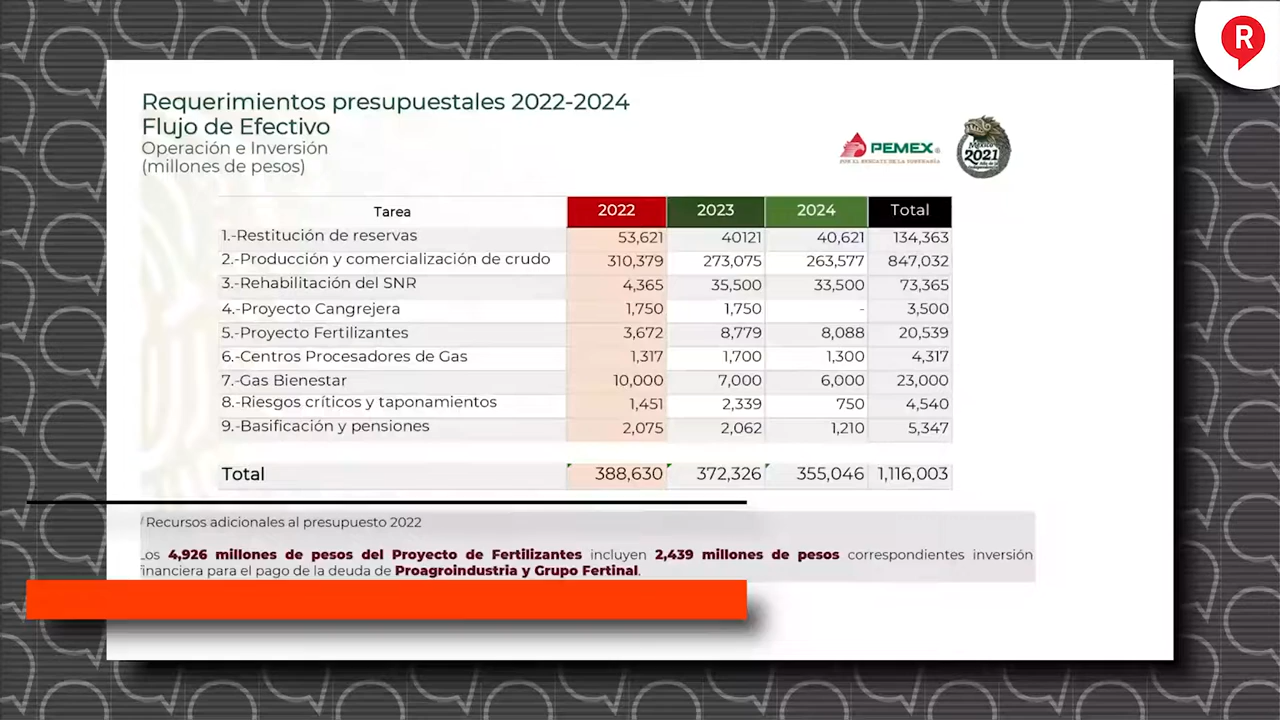 R
Requerimientos presupuestales 2022-2024
Flujo de Efectivo
Operación e Inversión
(millones de pesos)
PEMEX®
POR EL RESCATE DE LA SOBERANÍA
México
2021
Tarea 2022 2023 2024 Total
1.-Restitución de reservas 53,621 40121 40,621 134,363
2.-Producción y comercialización de crudo 310,379 273,075 263,577 847,032
3.-Rehabilitación del SNR 4,365 35,500 33,500 73,365
4.-Proyecto Cangrejera 1,750 1,750 - 3,500
5.-Proyecto Fertilizantes 3,672 8,779 8,088 20,539
6.-Centros Procesadores de Gas 1,317 1,700 1,300 4,317
7.-Gas Bienestar 10,000 7,000 6,000 23,000
8.-Riesgos críticos y taponamientos 1,451 2,339 750 4,540
9.-Basificación y pensiones 2,075 2,062 1,210 5,347
Total 388,630 372,326 355,046 1,116,003
/ Recursos adicionales al presupuesto 2022
Los 4,926 millones de pesos del Proyecto de Fertilizantes incluyen 2,439 millones de pesos correspondientes inversión
financiera para el pago de la deuda de Proagroindustria y Grupo Fertinal.